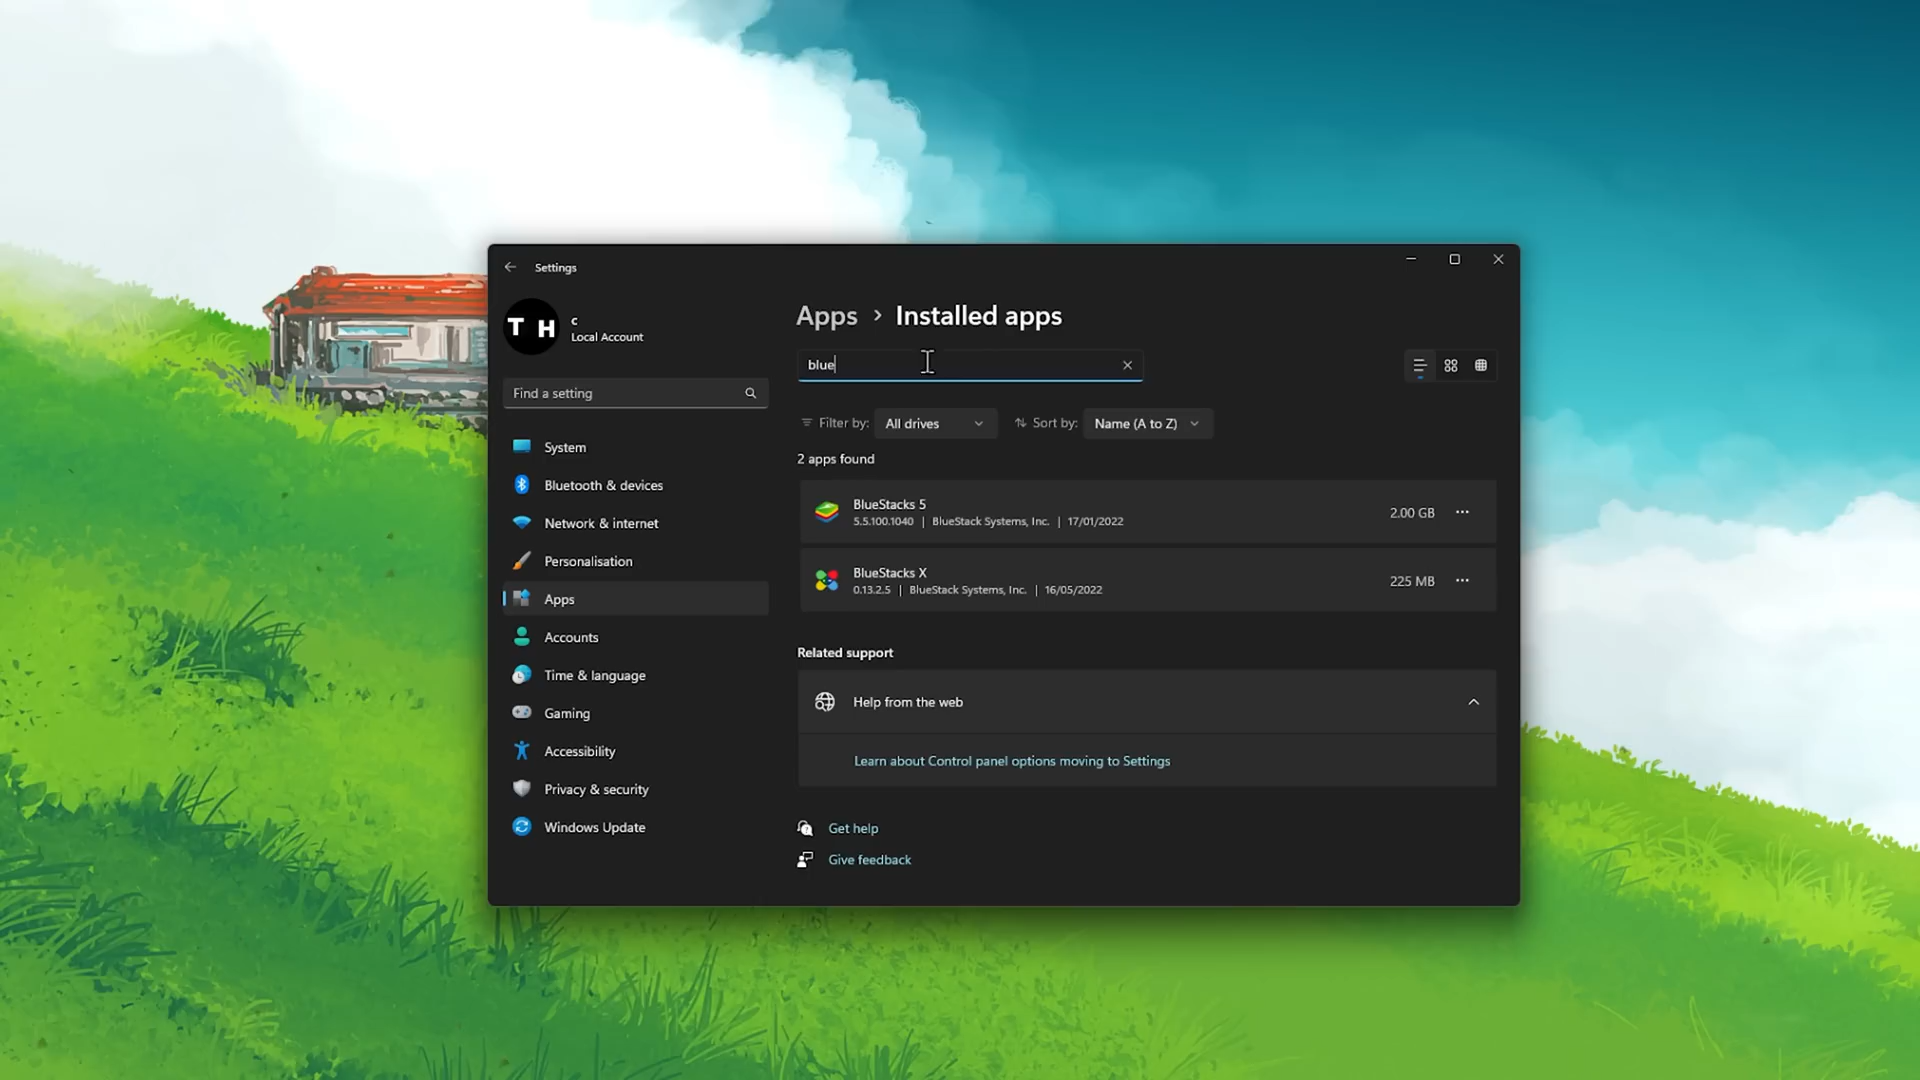 Settings
T H
c
Local Account
Find a setting
System
Bluetooth & devices
Network & internet
Personalisation
Apps
Accounts
Time & language
Gaming
Accessibility
Privacy & security
Windows Update
Apps > Installed apps
blue
Filter by: All drives
Sort by: Name (A to Z)
2 apps found
BlueStacks 5
5.5.100.1040 | BlueStack Systems, Inc. | 17/01/2022
2.00 GB
BlueStacks X
0.13.2.5 | BlueStack Systems, Inc. | 16/05/2022
225 MB
Related support
Help from the web
Learn about Control panel options moving to Settings
Get help
Give feedback